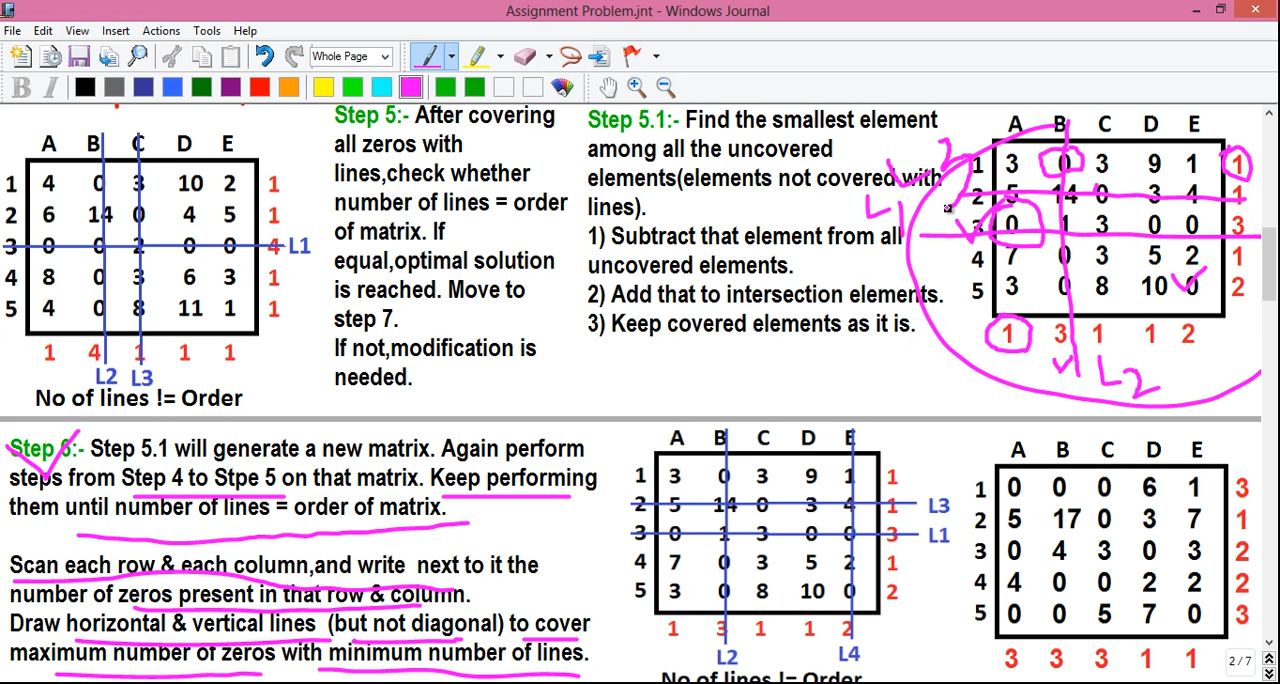 Assignment Problem.jnt - Windows Journal
File Edit View Insert Actions Tools Help
Whole Page
B I
Step 5:- After covering
all zeros with
lines,check whether
number of lines = order
of matrix. If
equal,optimal solution
is reached. Move to
step 7.
If not,modification is
needed.
Step 5.1:- Find the smallest element
among all the uncovered
elements(elements not covered with
lines).
1) Subtract that element from all
uncovered elements.
2) Add that to intersection elements.
3) Keep covered elements as it is.
A B C D E
1 4 0 3 10 2 1
2 6 14 0 4 5 1
3 0 0 2 0 0 4 L1
4 8 0 3 6 3 1
5 4 0 8 11 1 1
1 4 1 1 1
L2 L3
No of lines != Order
A B C D E
1 3 0 3 9 1 1
2 5 14 0 3 4 1
3 0 1 3 0 0 3
4 7 0 3 5 2 1
5 3 0 8 10 0 2
1 3 1 1 2
L1
L2
Step 6:- Step 5.1 will generate a new matrix. Again perform
steps from Step 4 to Stpe 5 on that matrix. Keep performing
them until number of lines = order of matrix.
Scan each row & each column,and write next to it the
number of zeros present in that row & column.
Draw horizontal & vertical lines (but not diagonal) to cover
maximum number of zeros with minimum number of lines.
A B C D E
1 3 0 3 9 1 1
2 5 14 0 3 4 1 L3
3 0 1 3 0 0 3 L1
4 7 0 3 5 2 1
5 3 0 8 10 0 2
1 3 1 1 2
L2 L4
No of lines != Order
A B C D E
1 0 0 0 6 1 3
2 5 17 0 3 7 1
3 0 4 3 0 3 2
4 4 0 0 2 2 2
5 0 0 5 7 0 3
3 3 3 1 1
2 / 7